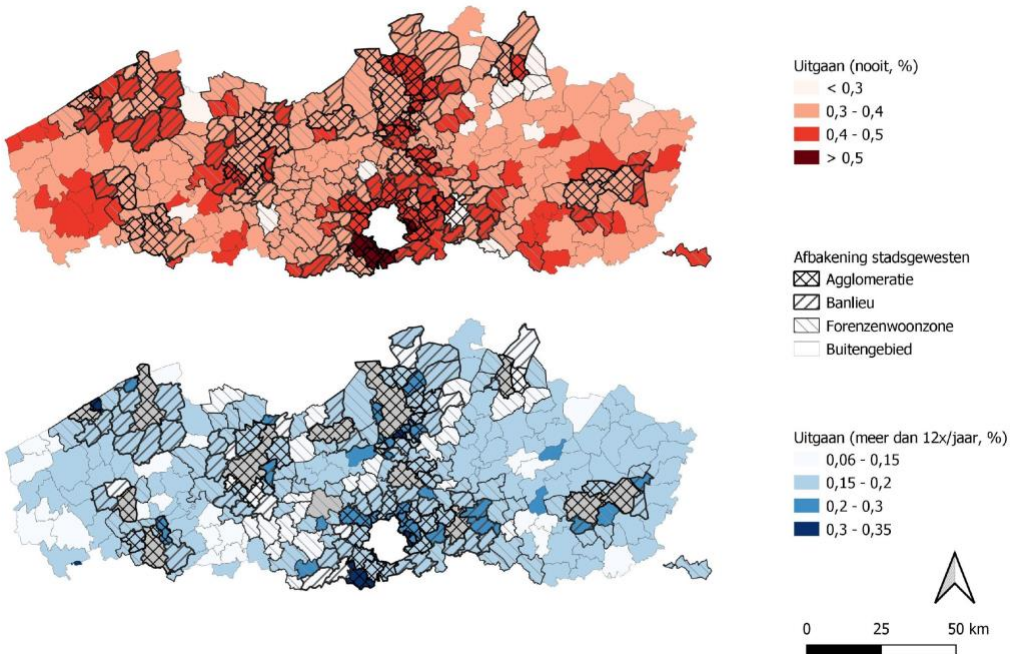 Uitgaan (nooit, %)
< 0,3
0,3 - 0,4
0,4 - 0,5
> 0,5
Afbakening stadsgewesten
Agglomeratie
Banlieu
Forenzenwoonzone
Buitengebied
Uitgaan (meer dan 12x/jaar, %)
0,06 - 0,15
0,15 - 0,2
0,2 - 0,3
0,3 - 0,35
0 25 50 km